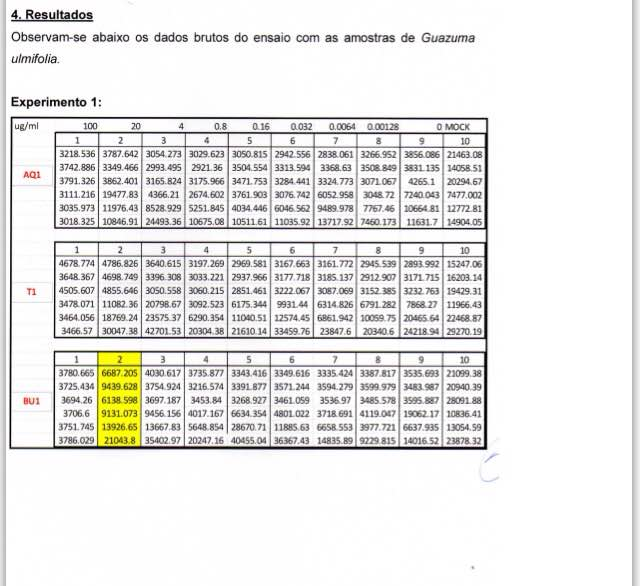 4. Resultados
Observam-se abaixo os dados brutos do ensaio com as amostras de Guazuma
ulmifolia.
Experimento 1:
ug/ml 100 20 4 0.8 0.16 0.032 0.0064 0.00128 0 MOCK
1 2 3 4 5 6 7 8 9 10
3218.536 3787.642 3054.273 3029.623 3050.815 2942.556 2838.061 3266.952 3856.086 21463.08
3742.886 3349.466 2993.495 2921.36 3504.554 3313.594 3368.63 3508.849 3831.135 14058.51
AQ1
3791.326 3862.401 3165.824 3175.966 3471.753 3284.441 3324.773 3071.067 4265.1 20294.67
3111.216 19477.83 4366.21 2674.602 3761.903 3076.742 6052.958 3048.72 7240.043 7477.002
3035.973 11976.43 8528.929 5251.845 4034.446 6046.562 9489.978 7767.46 10664.81 12772.81
3018.325 10846.91 24493.36 10675.08 10511.61 11035.92 13717.92 7460.173 11631.7 14904.05
1 2 3 4 5 6 7 8 9 10
4678.774 4786.826 3640.615 3197.269 2969.581 3167.663 3161.772 2945.539 2893.992 15247.06
3648.367 4698.749 3396.308 3033.221 2937.966 3177.718 3185.137 2912.907 3171.715 16203.14
T1
4505.607 4855.646 3050.558 3060.215 2851.461 3222.067 3087.069 3152.385 3232.763 19429.31
3478.071 11082.36 20798.67 3092.523 6175.344 9931.44 6314.826 6791.282 7868.27 11966.43
3464.056 18769.24 23575.37 6290.354 11040.51 12574.45 6861.942 10059.75 20465.64 22468.87
3466.57 30047.38 42701.53 20304.38 21610.14 33459.76 23847.6 20340.6 24218.94 29270.19
1 2 3 4 5 6 7 8 9 10
3780.665 6687.205 4030.617 3735.877 3343.416 3349.616 3335.424 3387.817 3535.693 21099.38
3725.434 9439.628 3754.924 3216.574 3391.877 3571.244 3594.279 3599.979 3483.987 20940.39
BU1
3694.26 6138.598 3697.187 3453.84 3268.927 3461.059 3536.97 3485.578 3595.887 28091.88
3706.6 9131.073 9456.156 4017.167 6634.354 4801.022 3718.691 4119.047 19062.17 10836.41
3751.745 13926.65 13667.83 5648.854 28670.71 11885.63 6658.553 3977.721 6637.935 13054.59
3786.029 21043.8 35402.97 20247.16 40455.04 36367.43 14835.89 9229.815 14016.52 23878.32